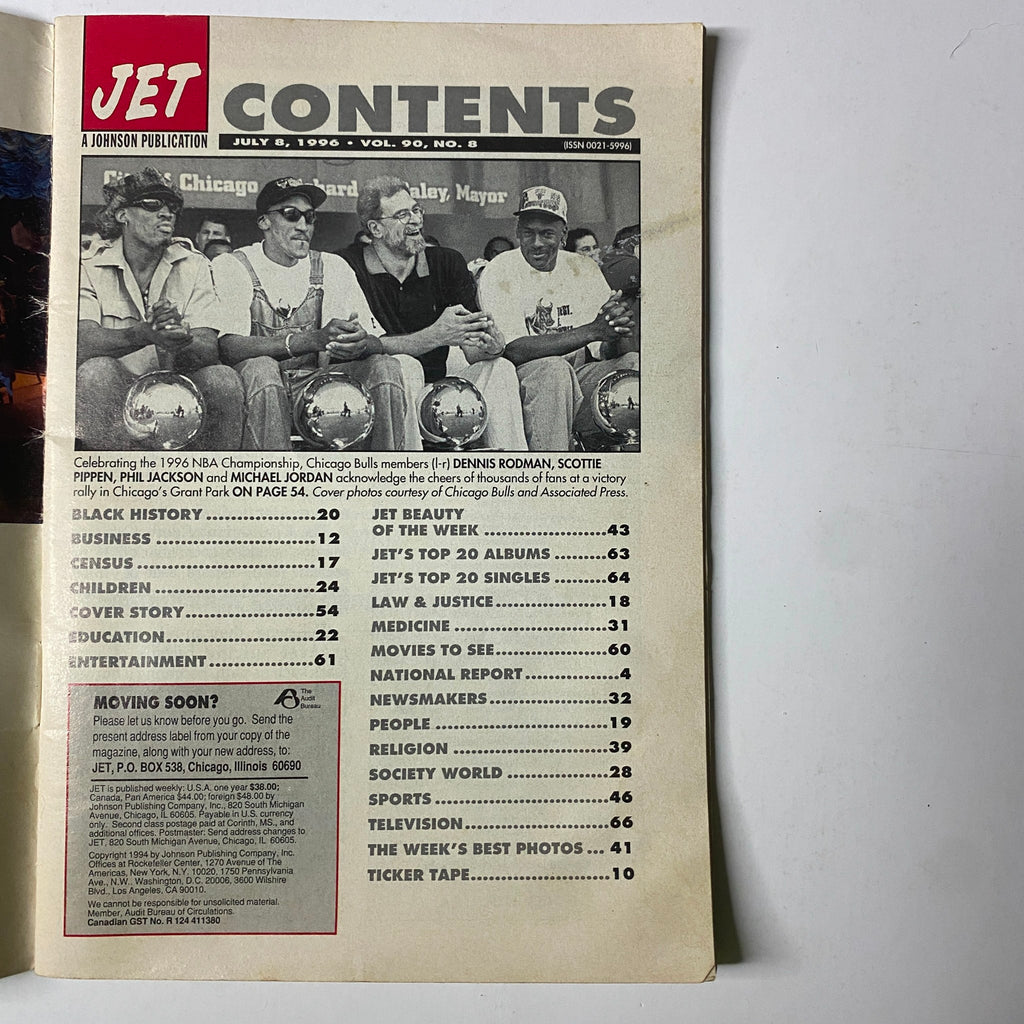 JET
A JOHNSON PUBLICATION
CONTENTS
JULY 8, 1996 • VOL. 90, NO. 8
(ISSN 0021-5996)
City of Chicago Richard Daley, Mayor
Celebrating the 1996 NBA Championship, Chicago Bulls members (l-r) DENNIS RODMAN, SCOTTIE
PIPPEN, PHIL JACKSON and MICHAEL JORDAN acknowledge the cheers of thousands of fans at a victory
rally in Chicago's Grant Park ON PAGE 54. Cover photos courtesy of Chicago Bulls and Associated Press.
BLACK HISTORY ................20
BUSINESS ........................12
CENSUS ...........................17
CHILDREN ........................24
COVER STORY...................54
EDUCATION......................22
ENTERTAINMENT ................61
MOVING SOON?
The
Audit
Bureau
Please let us know before you go. Send the
present address label from your copy of the
magazine, along with your new address, to:
JET, P.O. BOX 538, Chicago, Illinois 60690
JET is published weekly: U.S.A. one year $38.00;
Canada, Pan America $44.00; foreign $48.00 by
Johnson Publishing Company, Inc., 820 South Michigan
Avenue, Chicago, IL 60605. Payable in U.S. currency
only. Second class postage paid at Corinth, MS., and
additional offices. Postmaster: Send address changes to
JET, 820 South Michigan Avenue, Chicago, IL 60605.
Copyright 1994 by Johnson Publishing Company, Inc.
Offices at Rockefeller Center, 1270 Avenue of The
Americas, New York, N.Y. 10020, 1750 Pennsylvania
Ave., N.W., Washington, D.C. 20006, 3600 Wilshire
Blvd., Los Angeles, CA 90010.
We cannot be responsible for unsolicited material.
Member, Audit Bureau of Circulations.
Canadian GST No. R 124 411380
JET BEAUTY
OF THE WEEK ...................43
JET'S TOP 20 ALBUMS ........63
JET'S TOP 20 SINGLES ........64
LAW & JUSTICE.................18
MEDICINE .......................31
MOVIES TO SEE.................60
NATIONAL REPORT..............4
NEWSMAKERS..................32
PEOPLE ..........................19
RELIGION .......................39
SOCIETY WORLD ...............28
SPORTS ..........................46
TELEVISION......................66
THE WEEK'S BEST PHOTOS ... 41
TICKER TAPE.....................10